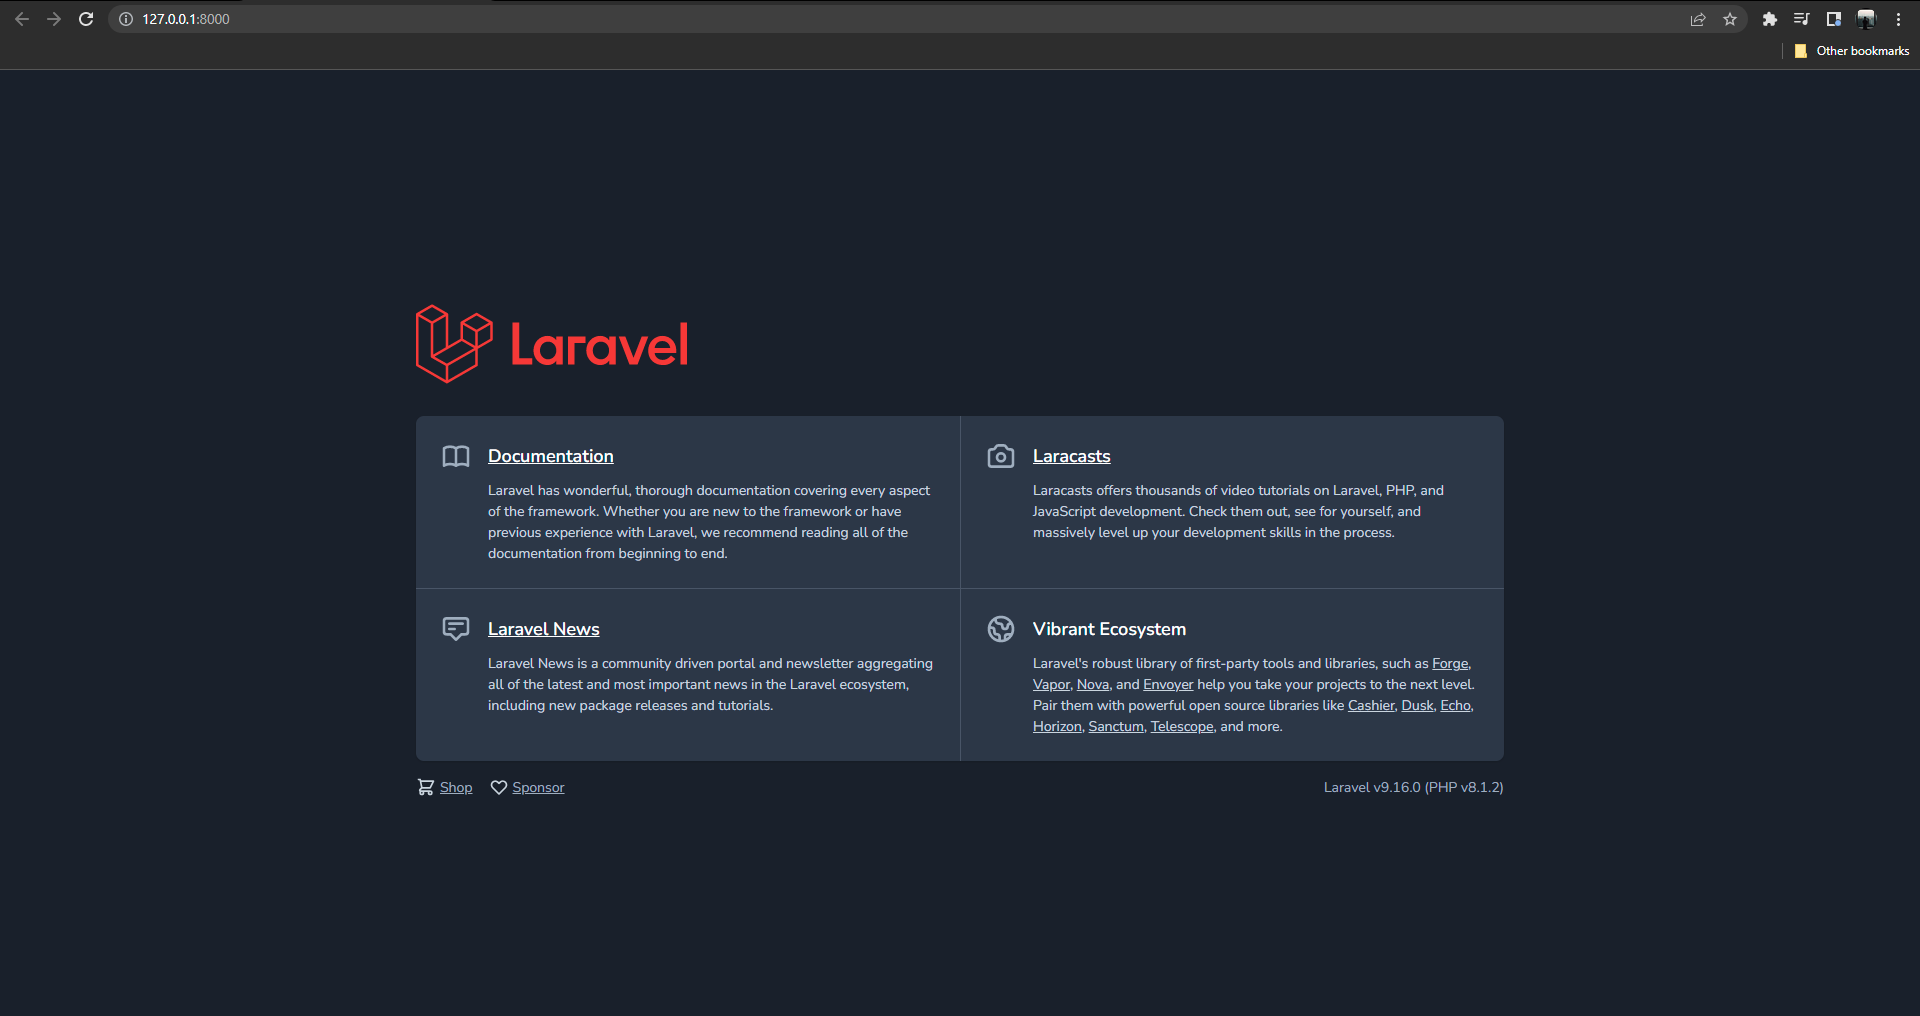 127.0.0.1:8000
Other bookmarks
Laravel
Documentation
Laravel has wonderful, thorough documentation covering every aspect
of the framework. Whether you are new to the framework or have
previous experience with Laravel, we recommend reading all of the
documentation from beginning to end.
Laracasts
Laracasts offers thousands of video tutorials on Laravel, PHP, and
JavaScript development. Check them out, see for yourself, and
massively level up your development skills in the process.
Laravel News
Laravel News is a community driven portal and newsletter aggregating
all of the latest and most important news in the Laravel ecosystem,
including new package releases and tutorials.
Vibrant Ecosystem
Laravel's robust library of first-party tools and libraries, such as Forge,
Vapor, Nova, and Envoyer help you take your projects to the next level.
Pair them with powerful open source libraries like Cashier, Dusk, Echo,
Horizon, Sanctum, Telescope, and more.
Shop
Sponsor
Laravel v9.16.0 (PHP v8.1.2)